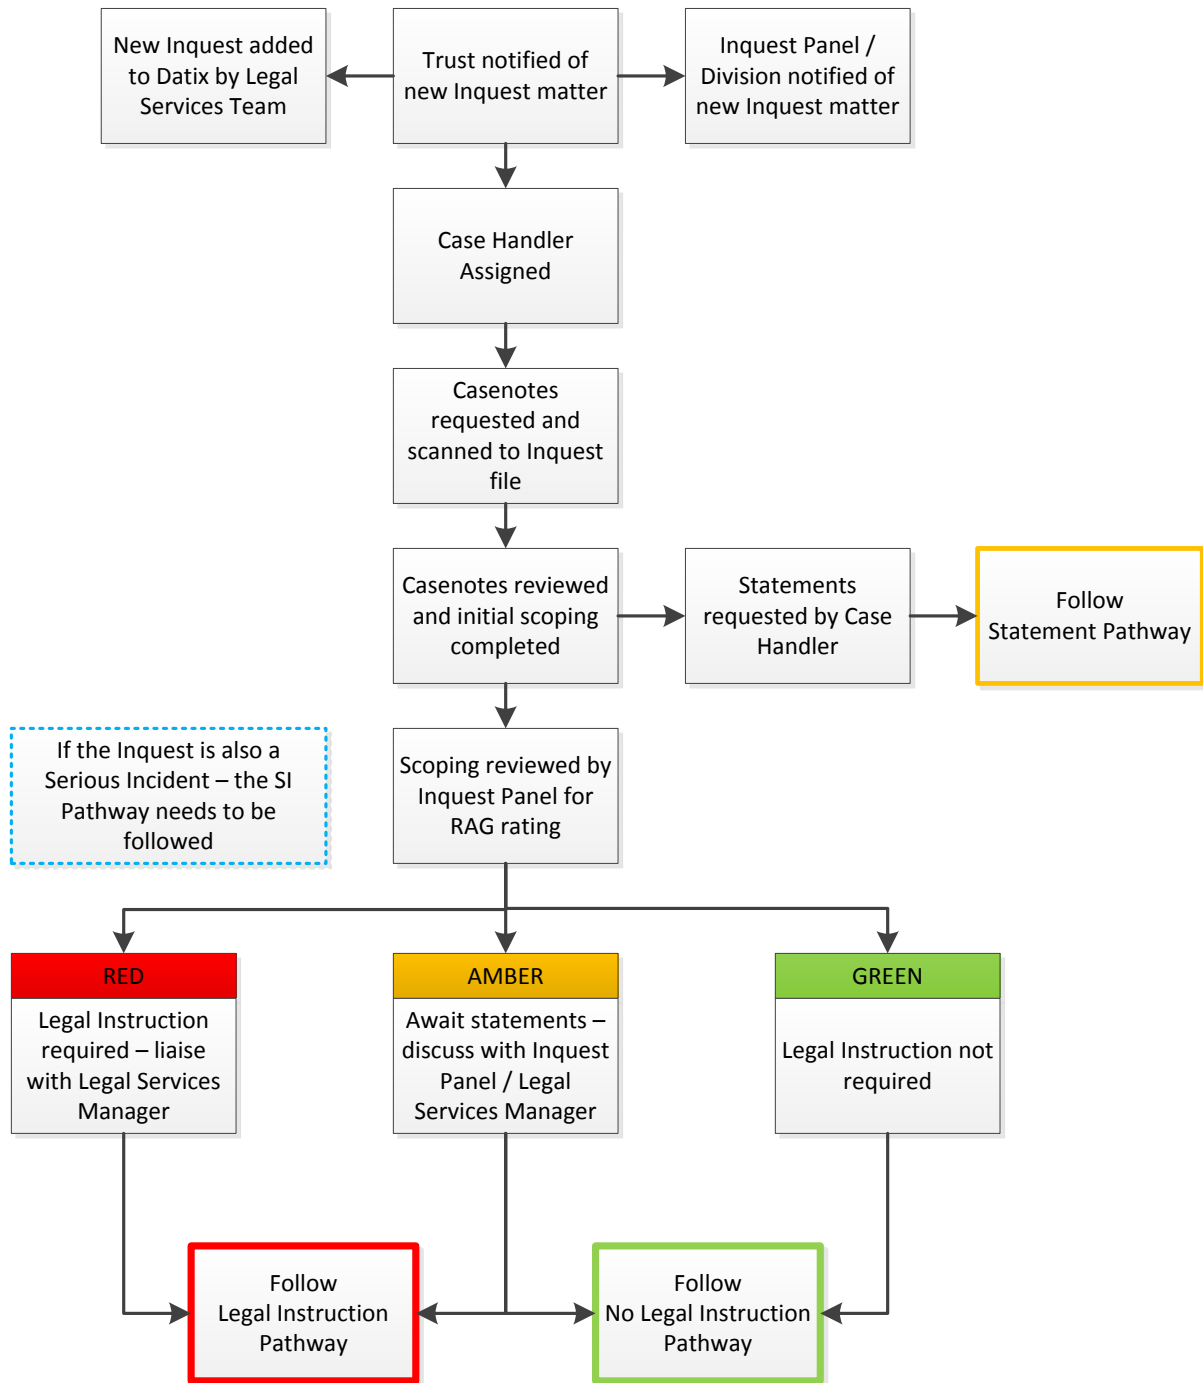 New Inquest added
to Datix by Legal
Services Team
Trust notified of
new Inquest matter
Inquest Panel /
Division notified of
new Inquest matter
Case Handler
Assigned
Casenotes
requested and
scanned to Inquest
file
Casenotes reviewed
and initial scoping
completed
Statements
requested by Case
Handler
Follow
Statement Pathway
If the Inquest is also a
Serious Incident – the SI
Pathway needs to be
followed
Scoping reviewed by
Inquest Panel for
RAG rating
RED
Legal Instruction
required – liaise
with Legal Services
Manager
AMBER
Await statements –
discuss with Inquest
Panel / Legal
Services Manager
GREEN
Legal Instruction not
required
Follow
Legal Instruction
Pathway
Follow
No Legal Instruction
Pathway